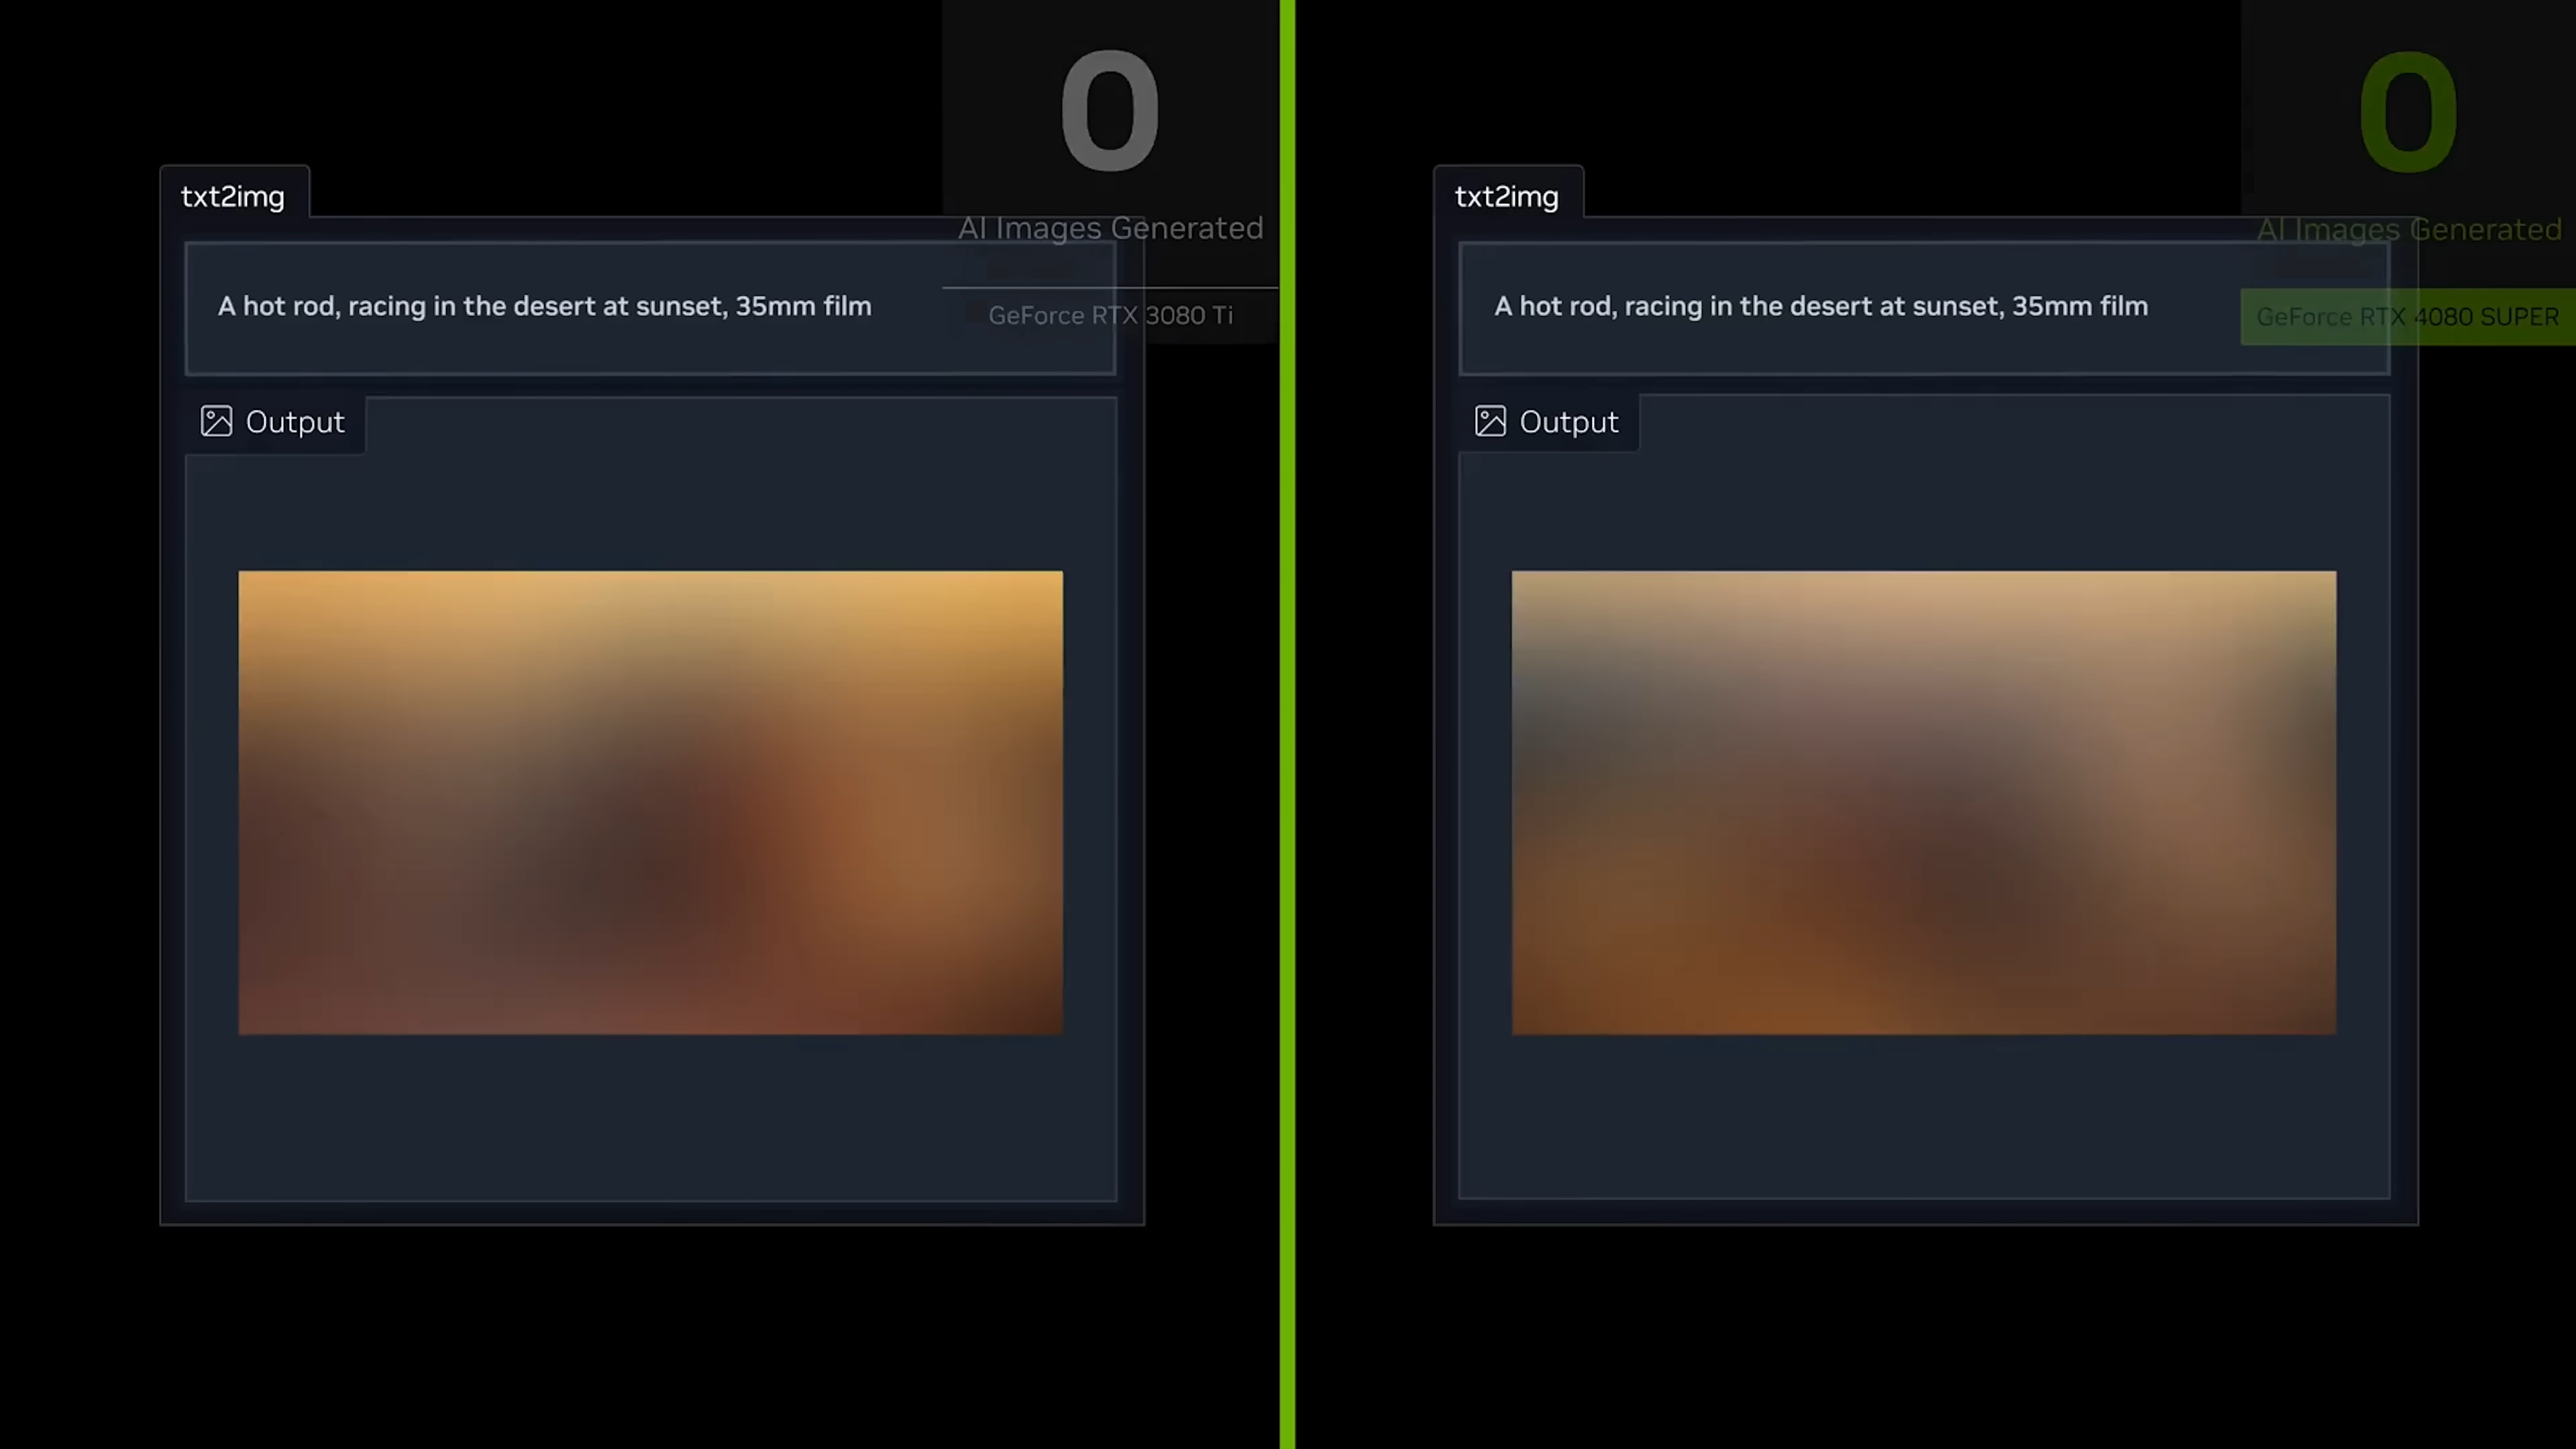 0
AI Images Generated
GeForce RTX 3080 Ti
txt2img
A hot rod, racing in the desert at sunset, 35mm film
Output
0
AI Images Generated
GeForce RTX 4080 SUPER
txt2img
A hot rod, racing in the desert at sunset, 35mm film
Output